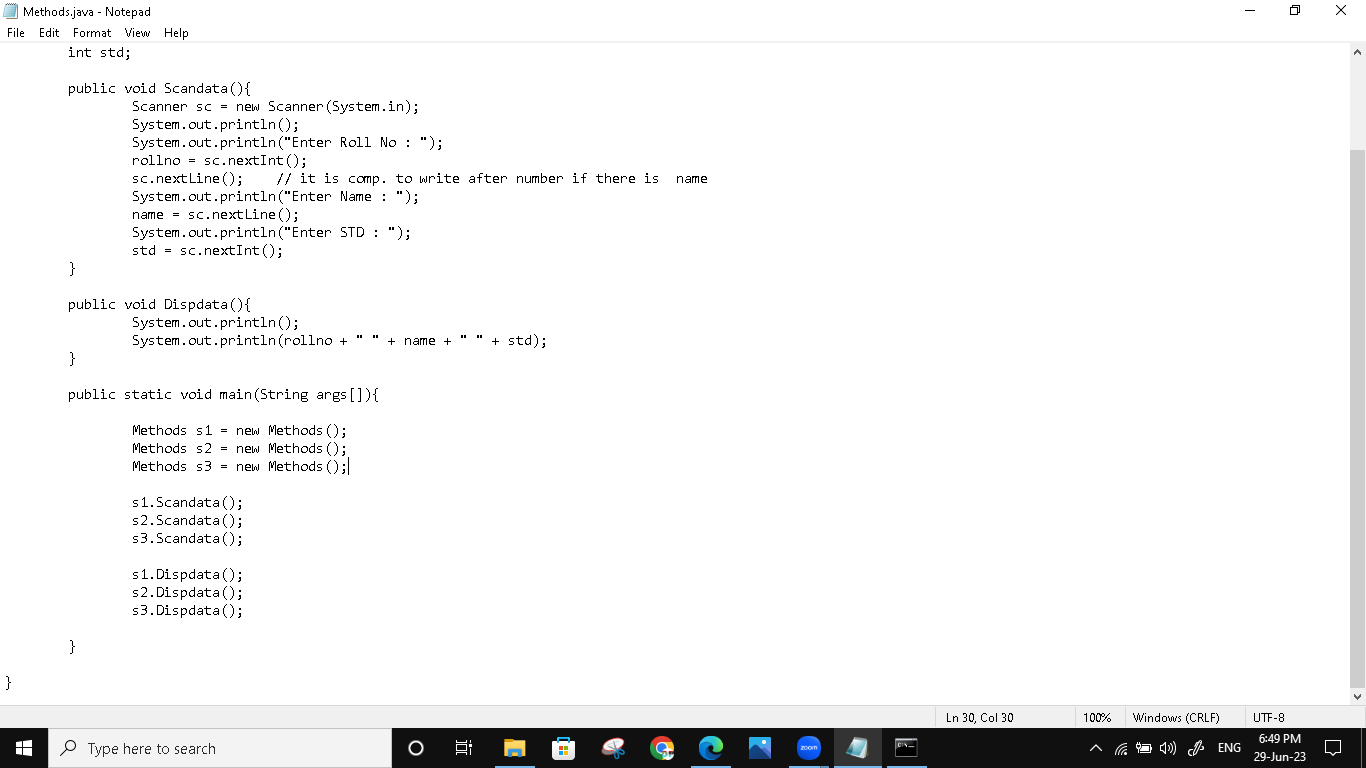 Methods.java - Notepad
File Edit Format View Help
int std;
public void Scandata(){
Scanner sc = new Scanner(System.in);
System.out.println();
System.out.println("Enter Roll No : ");
rollno = sc.nextInt();
sc.nextLine();    // it is comp. to write after number if there is  name
System.out.println("Enter Name : ");
name = sc.nextLine();
System.out.println("Enter STD : ");
std = sc.nextInt();
}
public void Dispdata(){
System.out.println();
System.out.println(rollno + " " + name + " " + std);
}
public static void main(String args[]){
Methods s1 = new Methods();
Methods s2 = new Methods();
Methods s3 = new Methods();
s1.Scandata();
s2.Scandata();
s3.Scandata();
s1.Dispdata();
s2.Dispdata();
s3.Dispdata();
}
}
Ln 30, Col 30 100% Windows (CRLF) UTF-8
Type here to search zoom ENG 6:49 PM
29-Jun-23